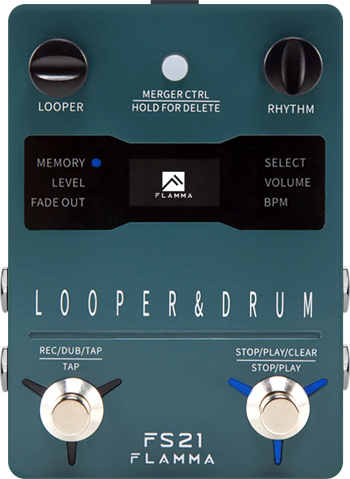 LOOPER
MERGER CTRL
HOLD FOR DELETE
RHYTHM
MEMORY
LEVEL
FADE OUT
FLAMMA
SELECT
VOLUME
BPM
LOOPER&DRUM
REC/DUB/TAP
TAP
STOP/PLAY/CLEAR
STOP/PLAY
FS21
FLAMMA